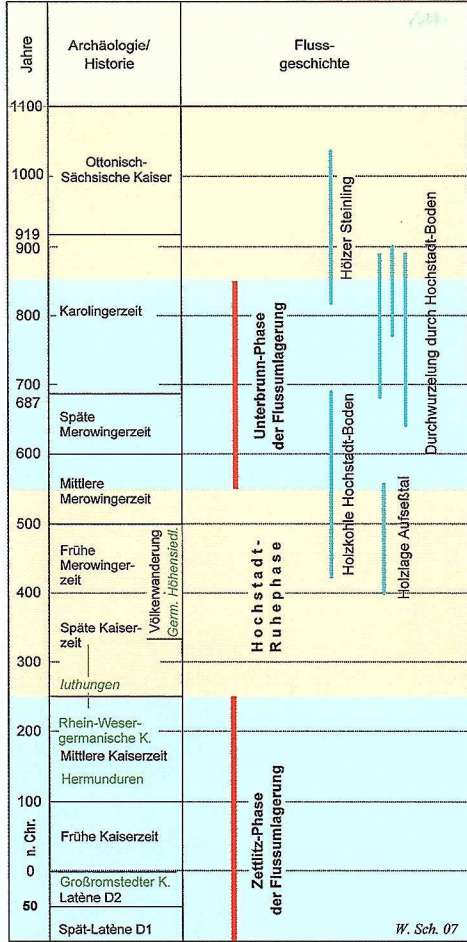 Jahre
Archäologie/
Historie
Fluss-
geschichte
1100
1000
919
900
800
700
687
600
500
400
300
200
100
n. Chr.
0
50
Ottonisch-
Sächsische Kaiser
Karolingerzeit
Späte
Merowingerzeit
Mittlere
Merowingerzeit
Frühe
Merowinger-
zeit
Völkerwanderung
Germ. Höhensiedl.
Späte Kaiser-
zeit
Iuthungen
Rhein-Weser-
germanische K.
Mittlere Kaiserzeit
Hermunduren
Frühe Kaiserzeit
Großromstedter K.
Latène D2
Spät-Latène D1
Unterbrunn-Phase
der Flussumlagerung
Hochstadt-
Ruhephase
Zettlitz-Phase
der Flussumlagerung
Hölzer Steinling
Holzkohle Hochstadt-Boden
Holzlage Aufseßtal
Durchwurzelung durch Hochstadt-Boden
W. Sch. 07